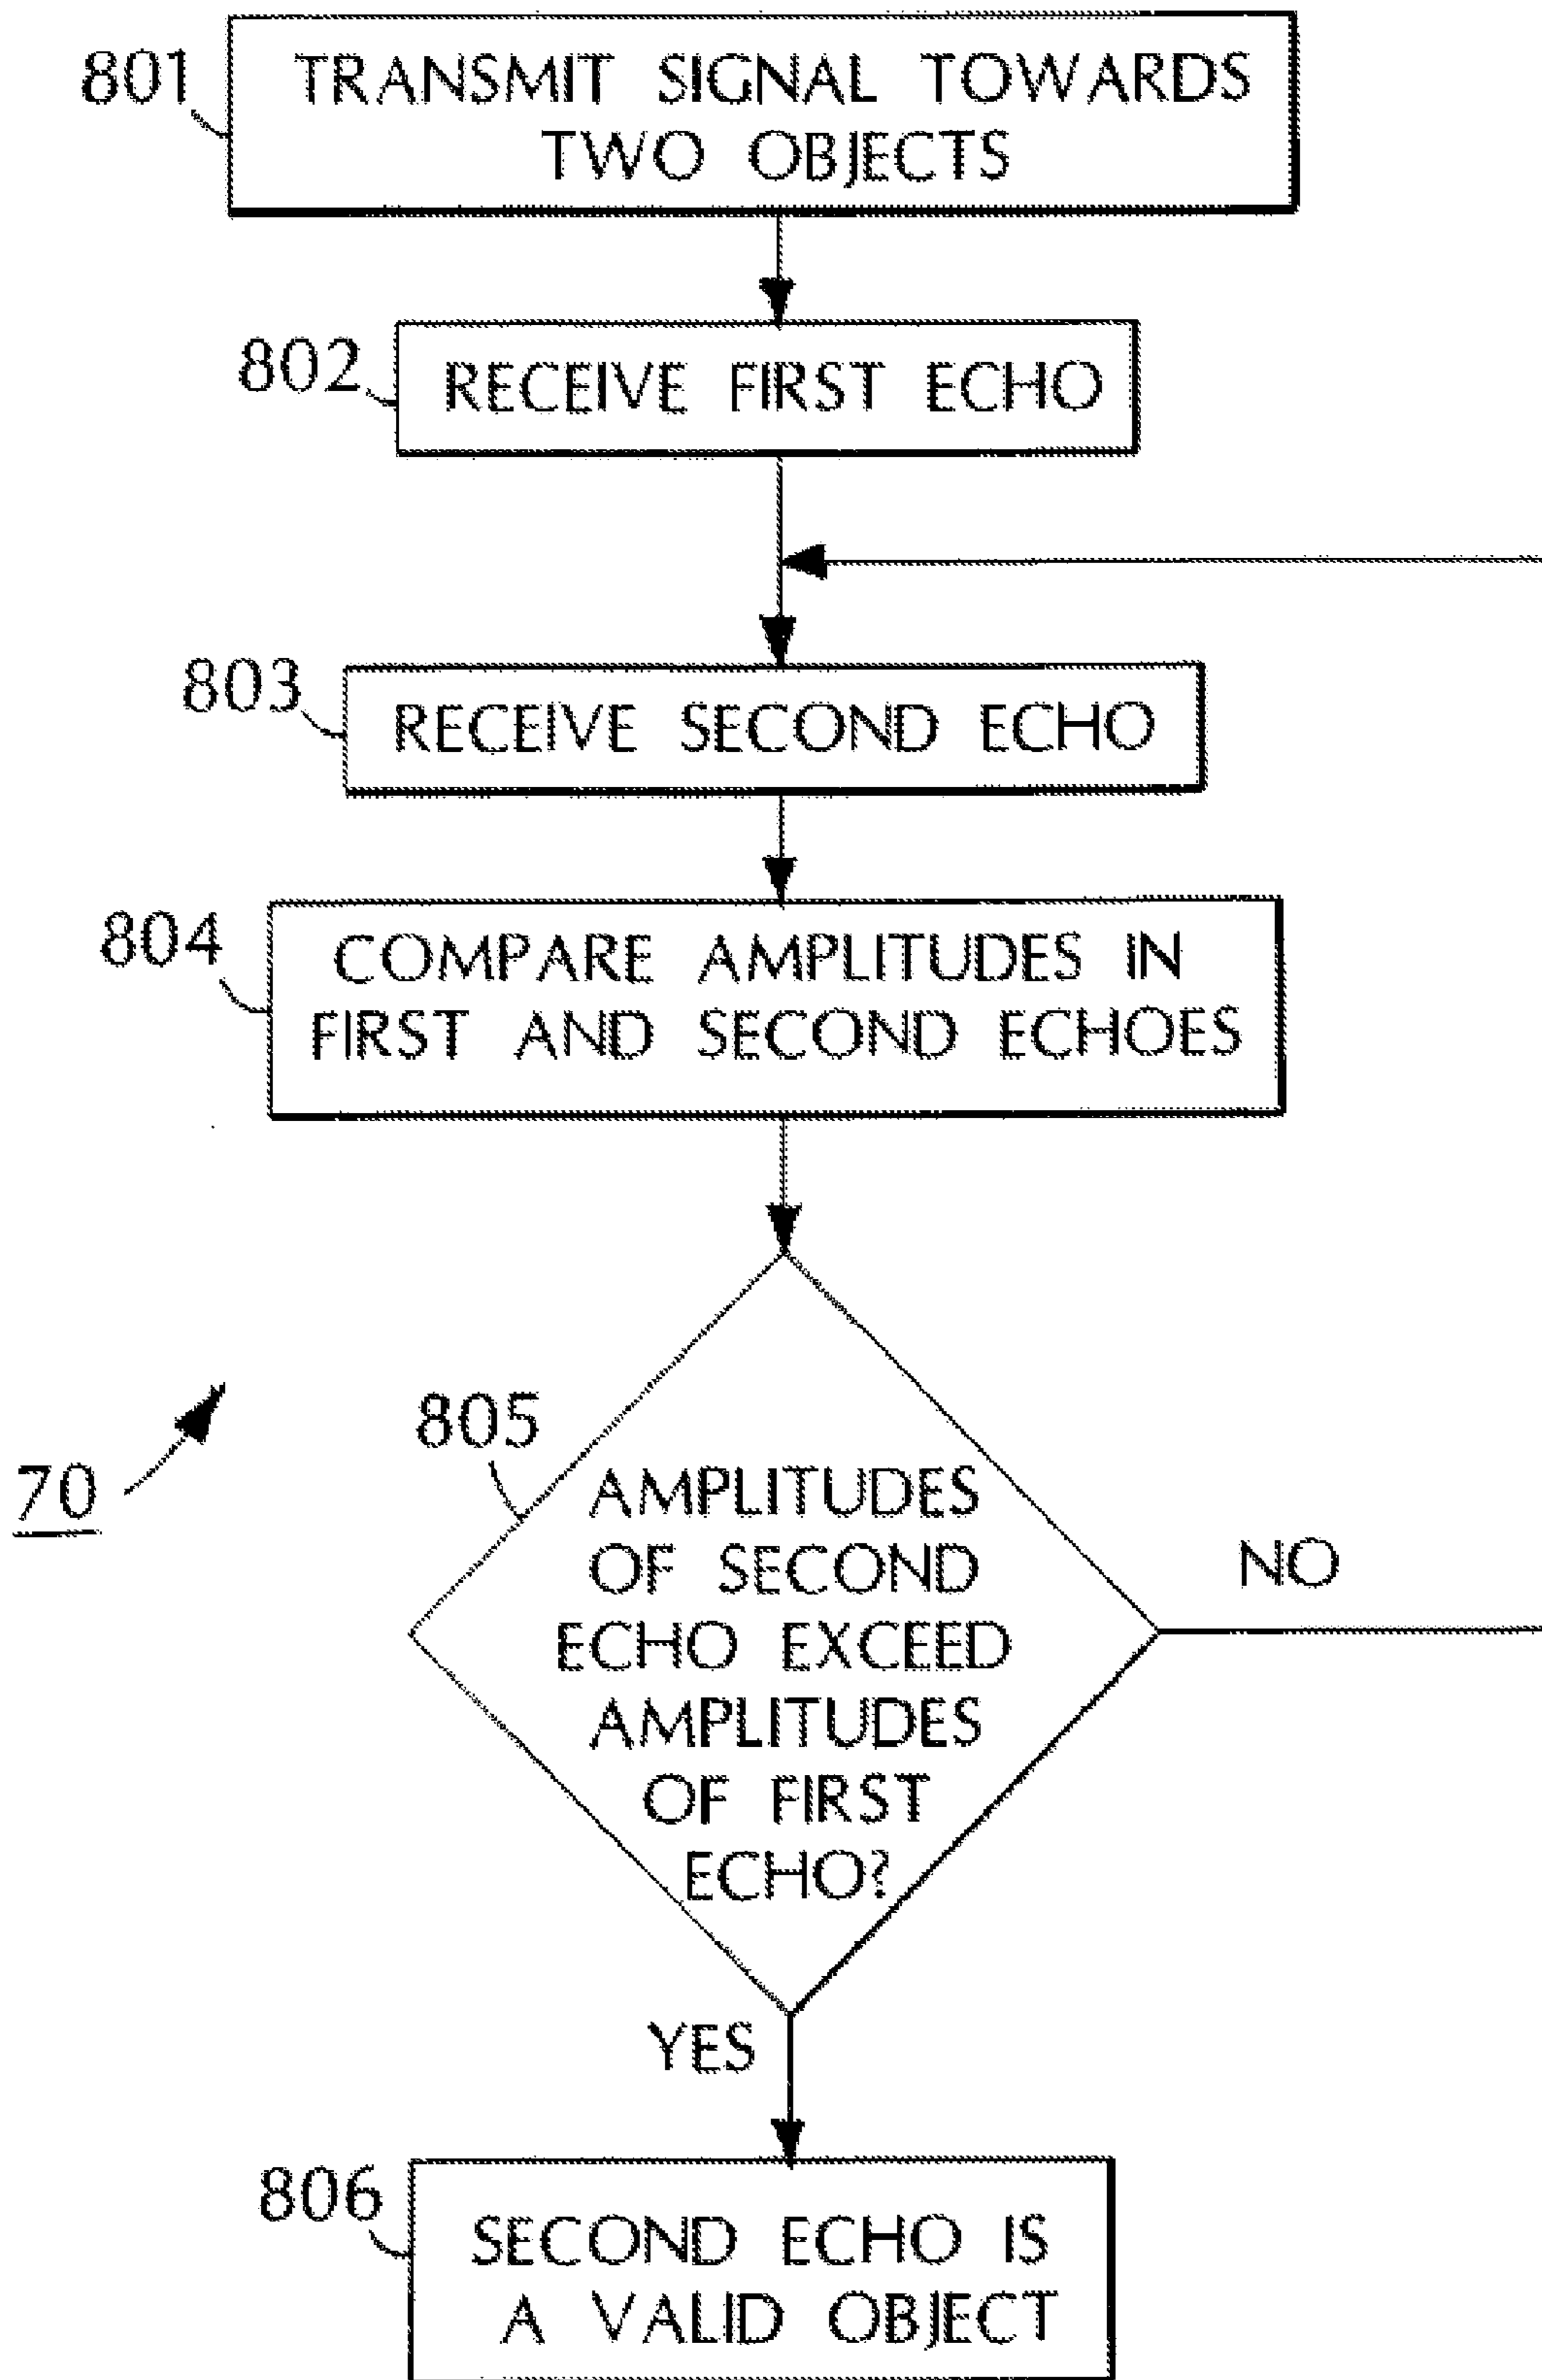 801
TRANSMIT SIGNAL TOWARDS
TWO OBJECTS
802
RECEIVE FIRST ECHO
803
RECEIVE SECOND ECHO
804
COMPARE AMPLITUDES IN
FIRST AND SECOND ECHOES
70
805
AMPLITUDES
OF SECOND
ECHO EXCEED
AMPLITUDES
OF FIRST
ECHO?
NO
YES
806
SECOND ECHO IS
A VALID OBJECT